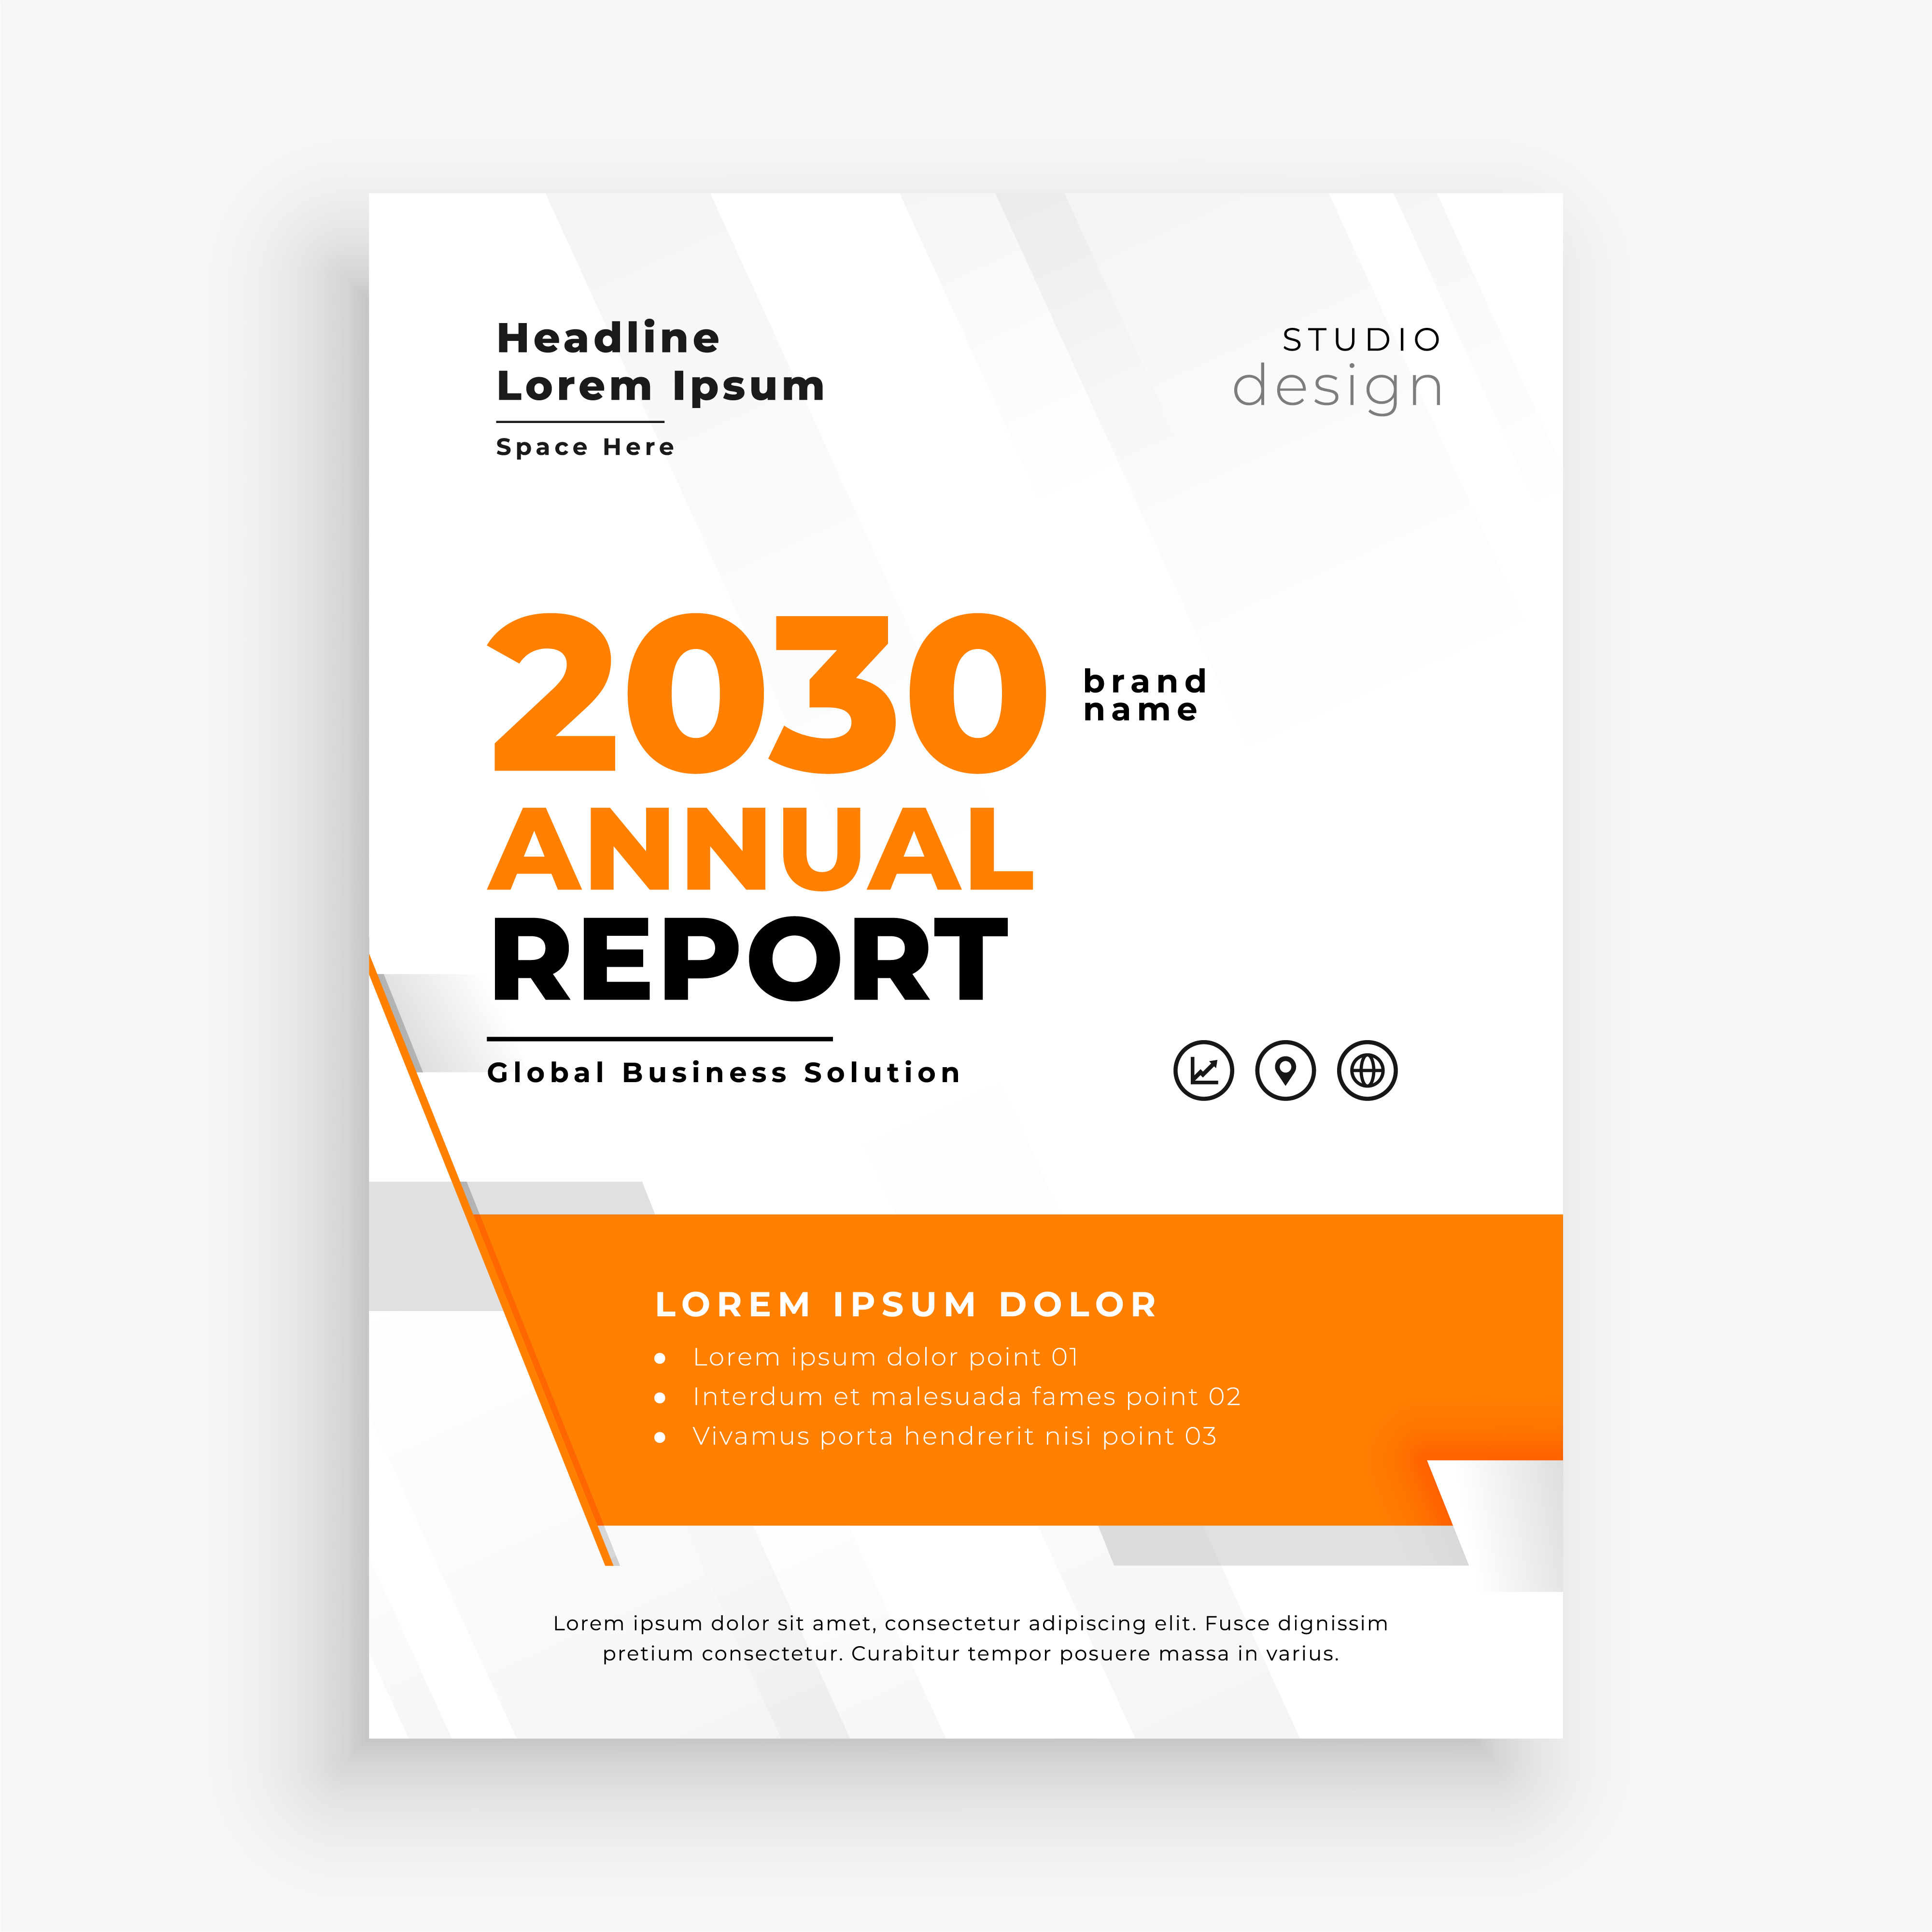 Headline
Lorem Ipsum
Space Here
STUDIO
design
2030
brand
name
ANNUAL
REPORT
Global Business Solution
LOREM IPSUM DOLOR
• Lorem ipsum dolor point 01
• Interdum et malesuada fames point 02
• Vivamus porta hendrerit nisi point 03
Lorem ipsum dolor sit amet, consectetur adipiscing elit. Fusce dignissim
pretium consectetur. Curabitur tempor posuere massa in varius.